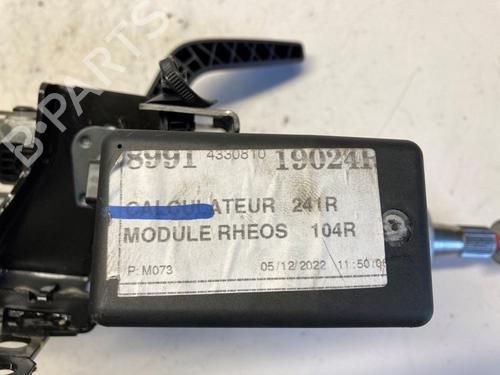 B-PARTS
8991 4330810 19024R
CALCULATEUR 241R
MODULE RHEOS 104R
P: M073 05/12/2022 11:50:06